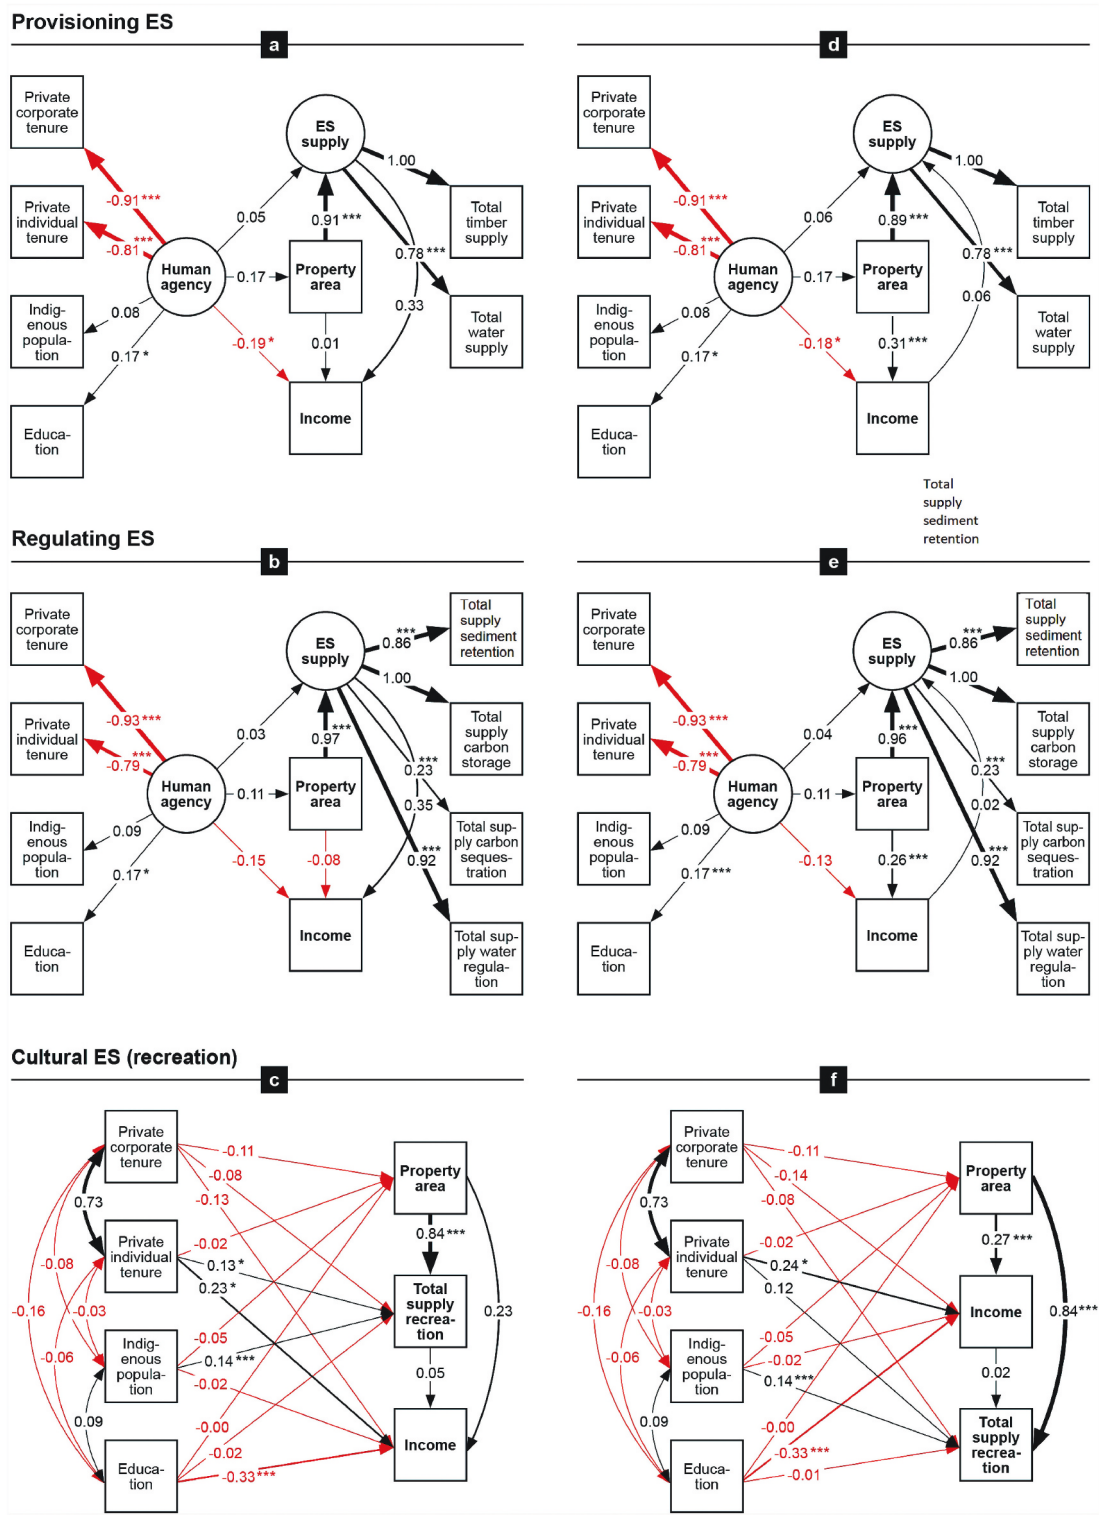 Provisioning ES
a
d
Private
corporate
tenure
Private
individual
tenure
Indig-
enous
popula-
tion
Educa-
tion
Human
agency
ES
supply
Property
area
Income
Total
timber
supply
Total
water
supply
-0.91***
-0.81***
0.08
0.17*
0.05
0.17
-0.19*
0.91***
0.01
1.00
0.78***
0.33
Private
corporate
tenure
Private
individual
tenure
Indig-
enous
popula-
tion
Educa-
tion
Human
agency
ES
supply
Property
area
Income
Total
timber
supply
Total
water
supply
-0.91***
-0.81***
0.08
0.17*
0.06
0.17
-0.18*
0.89***
0.31***
1.00
0.78***
0.06
Total
supply
sediment
retention
Regulating ES
b
e
Private
corporate
tenure
Private
individual
tenure
Indig-
enous
popula-
tion
Educa-
tion
Human
agency
ES
supply
Property
area
Income
Total
supply
sediment
retention
Total
supply
carbon
storage
Total sup-
ply carbon
seques-
tration
Total sup-
ply water
regula-
tion
-0.93***
-0.79***
0.09
0.17*
0.03
0.11
-0.15
0.97***
-0.08
0.86***
1.00
0.23***
0.35
0.92***
Private
corporate
tenure
Private
individual
tenure
Indig-
enous
popula-
tion
Educa-
tion
Human
agency
ES
supply
Property
area
Income
Total
supply
sediment
retention
Total
supply
carbon
storage
Total sup-
ply carbon
seques-
tration
Total sup-
ply water
regula-
tion
-0.93***
-0.79***
0.09
0.17***
0.04
0.11
-0.13
0.96***
0.26***
0.86***
1.00
0.23***
0.02
0.92***
Cultural ES (recreation)
c
f
Private
corporate
tenure
Private
individual
tenure
Indig-
enous
population
Educa-
tion
Property
area
Total
supply
recrea-
tion
Income
0.73
-0.08
-0.16
-0.03
-0.06
0.09
-0.11
-0.08
-0.13
-0.02
0.13*
0.23*
-0.05
0.14***
-0.02
-0.00
-0.02
-0.33***
0.84***
0.23
0.05
Private
corporate
tenure
Private
individual
tenure
Indig-
enous
population
Educa-
tion
Property
area
Income
Total
supply
recrea-
tion
0.73
-0.08
-0.16
-0.03
-0.06
0.09
-0.11
-0.14
-0.08
-0.02
0.24*
0.12
-0.05
-0.02
0.14***
-0.00
-0.33***
-0.01
0.27***
0.84***
0.02